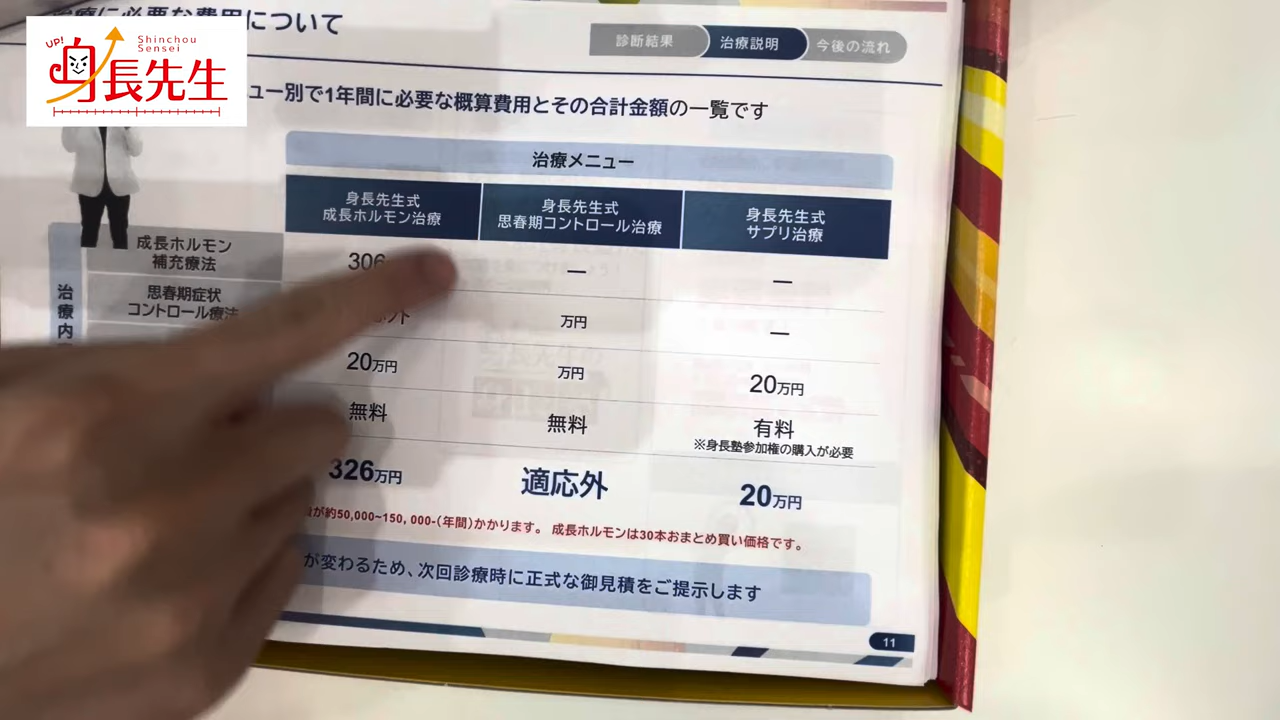 治療に必要な費用について
UP!
Shinchou
Sensei
身長先生
診断結果
治療説明
今後の流れ
ュー別で1年間に必要な概算費用とその合計金額の一覧です
治療メニュー
身長先生式
成長ホルモン治療
身長先生式
思春期コントロール治療
身長先生式
サプリ治療
治療内
成長ホルモン
補充療法
306
—
—
思春期症状
コントロール療法
ント
万円
—
20万円
万円
20万円
無料
無料
有料
※身長塾参加権の購入が必要
326万円
適応外
20万円
が約50,000~150, 000-(年間)かかります。 成長ホルモンは30本おまとめ買い価格です。
が変わるため、次回診療時に正式な御見積をご提示します
11